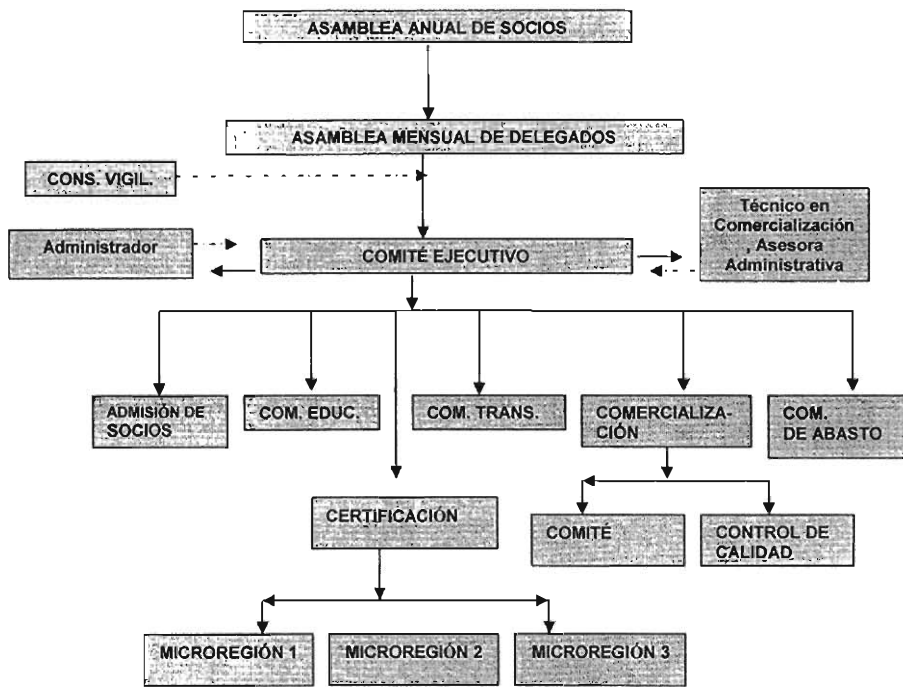 ASAMBLEA ANUAL DE SOCIOS
ASAMBLEA MENSUAL DE DELEGADOS
CONS. VIGIL.
Administrador
COMITÉ EJECUTIVO
Técnico en
Comercialización
, Asesora
Administrativa
ADMISIÓN DE
SOCIOS
COM. EDUC.
COM. TRANS.
COMERCIALIZA-
CIÓN
COM.
DE ABASTO
CERTIFICACIÓN
COMITÉ
CONTROL DE
CALIDAD
MICROREGIÓN 1
MICROREGIÓN 2
MICROREGIÓN 3